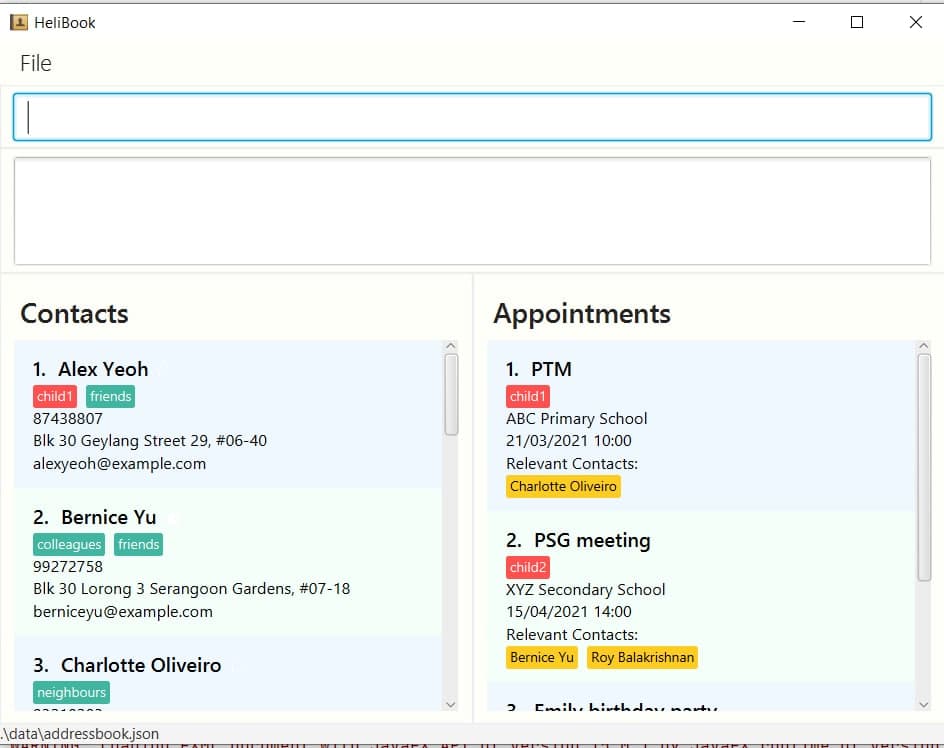 HeliBook
File
Contacts
1. Alex Yeoh
child1 friends
87438807
Blk 30 Geylang Street 29, #06-40
alexyeoh@example.com
2. Bernice Yu
colleagues friends
99272758
Blk 30 Lorong 3 Serangoon Gardens, #07-18
berniceyu@example.com
3. Charlotte Oliveiro
neighbours
Appointments
1. PTM
child1
ABC Primary School
21/03/2021 10:00
Relevant Contacts:
Charlotte Oliveiro
2. PSG meeting
child2
XYZ Secondary School
15/04/2021 14:00
Relevant Contacts:
Bernice Yu Roy Balakrishnan
3. Emily birthday party
.\data\addressbook.json